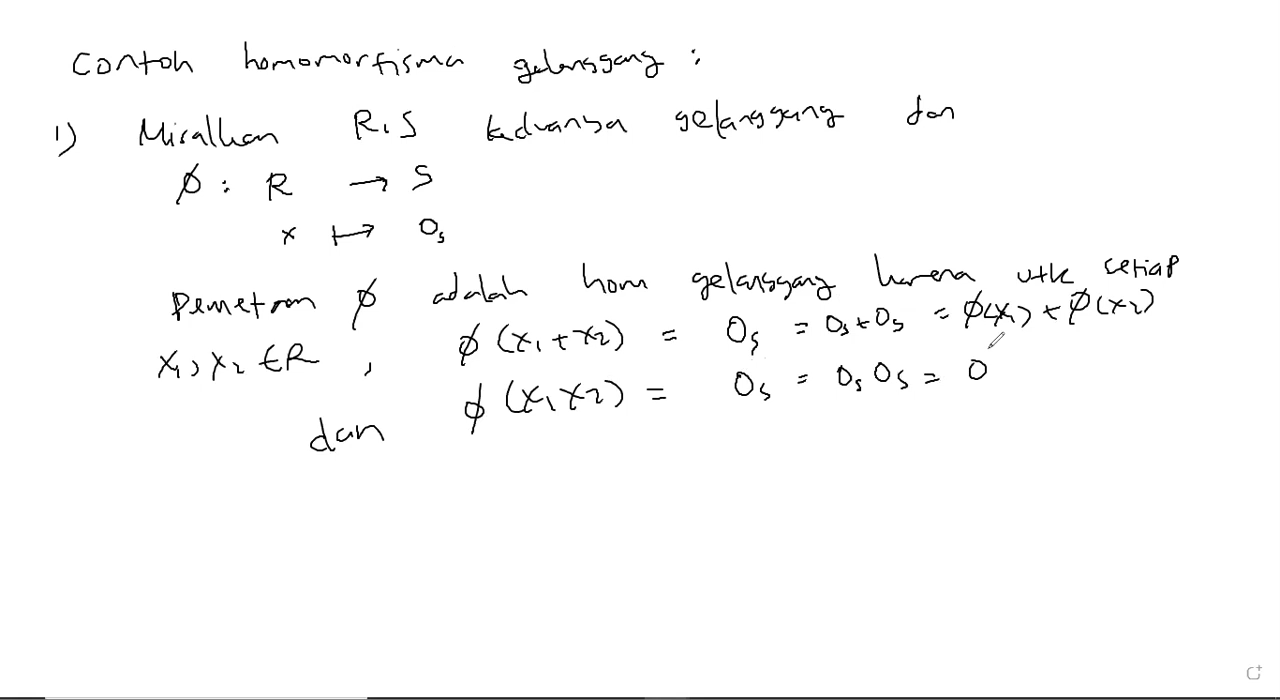 Contoh homomorfisma gelanggang :
1) Misalkan R, S keduanya gelanggang dan
∅ : R → S
x ↦ 0ₛ
Pemetaan ∅ adalah hom gelanggang karena utk setiap
x₁, x₂ ∈ R , ∅(x₁+x₂) = 0ₛ = 0ₛ+0ₛ = ∅(x₁) + ∅(x₂)
dan ∅(x₁x₂) = 0ₛ = 0ₛ 0ₛ = 0